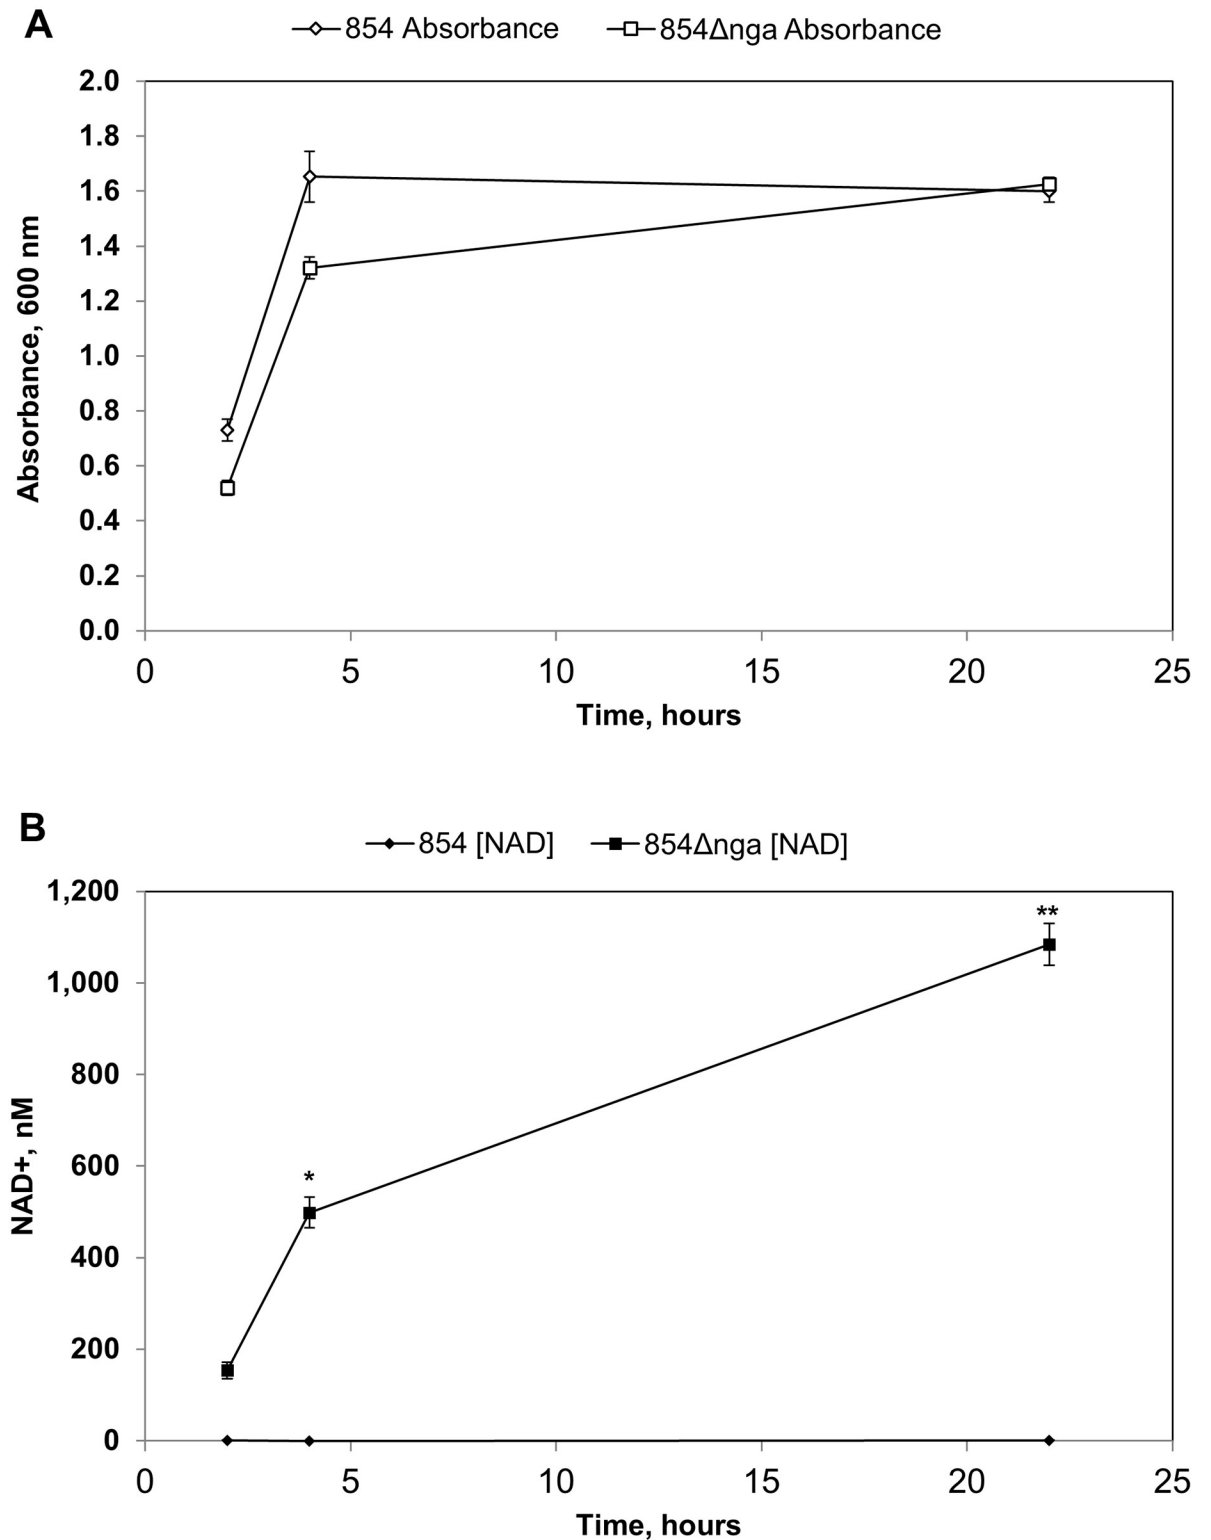 A
854 Absorbance 854Δnga Absorbance
2.0
1.8
1.6
1.4
1.2
1.0
0.8
0.6
0.4
0.2
0.0
Absorbance, 600 nm
0 5 10 15 20 25
Time, hours
B
854 [NAD] 854Δnga [NAD]
1,200
**
1,000
800
600
*
400
200
0
NAD+, nM
0 5 10 15 20 25
Time, hours